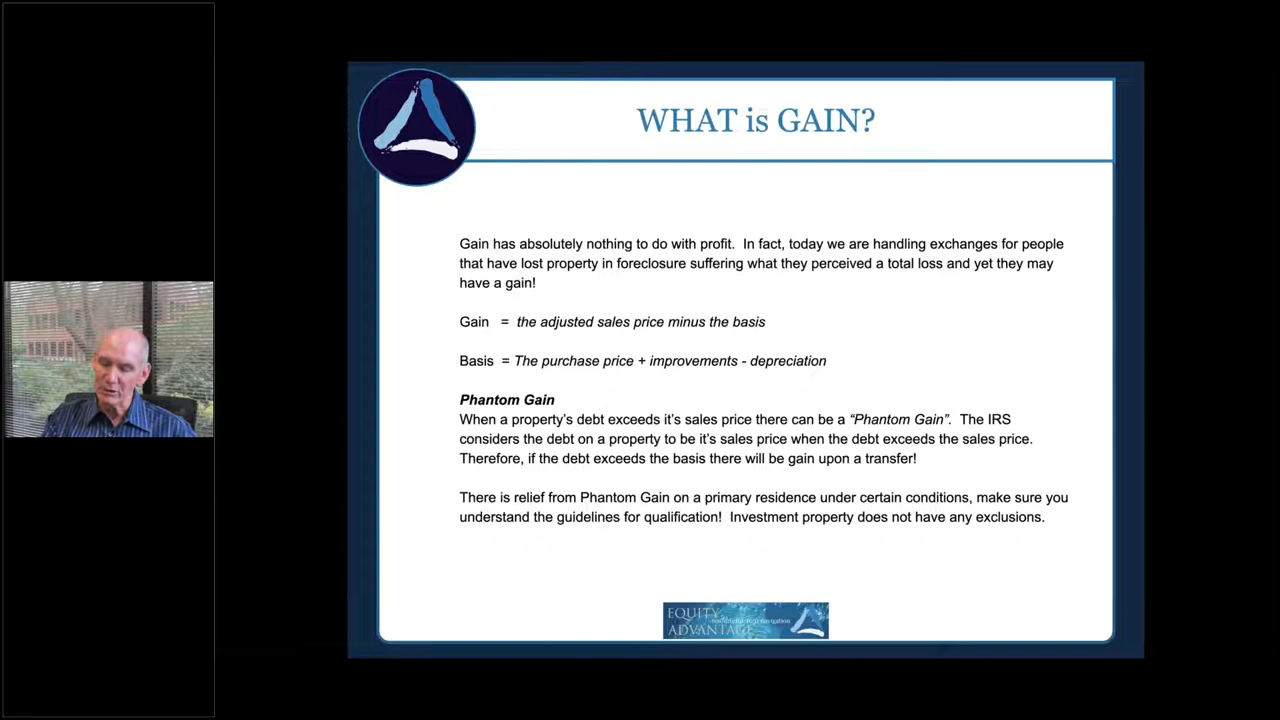 WHAT is GAIN?
Gain has absolutely nothing to do with profit. In fact, today we are handling exchanges for people
that have lost property in foreclosure suffering what they perceived a total loss and yet they may
have a gain!
Gain = the adjusted sales price minus the basis
Basis = The purchase price + improvements - depreciation
Phantom Gain
When a property's debt exceeds it's sales price there can be a “Phantom Gain”. The IRS
considers the debt on a property to be it's sales price when the debt exceeds the sales price.
Therefore, if the debt exceeds the basis there will be gain upon a transfer!
There is relief from Phantom Gain on a primary residence under certain conditions, make sure you
understand the guidelines for qualification! Investment property does not have any exclusions.
EQUITY
ADVANTAGE